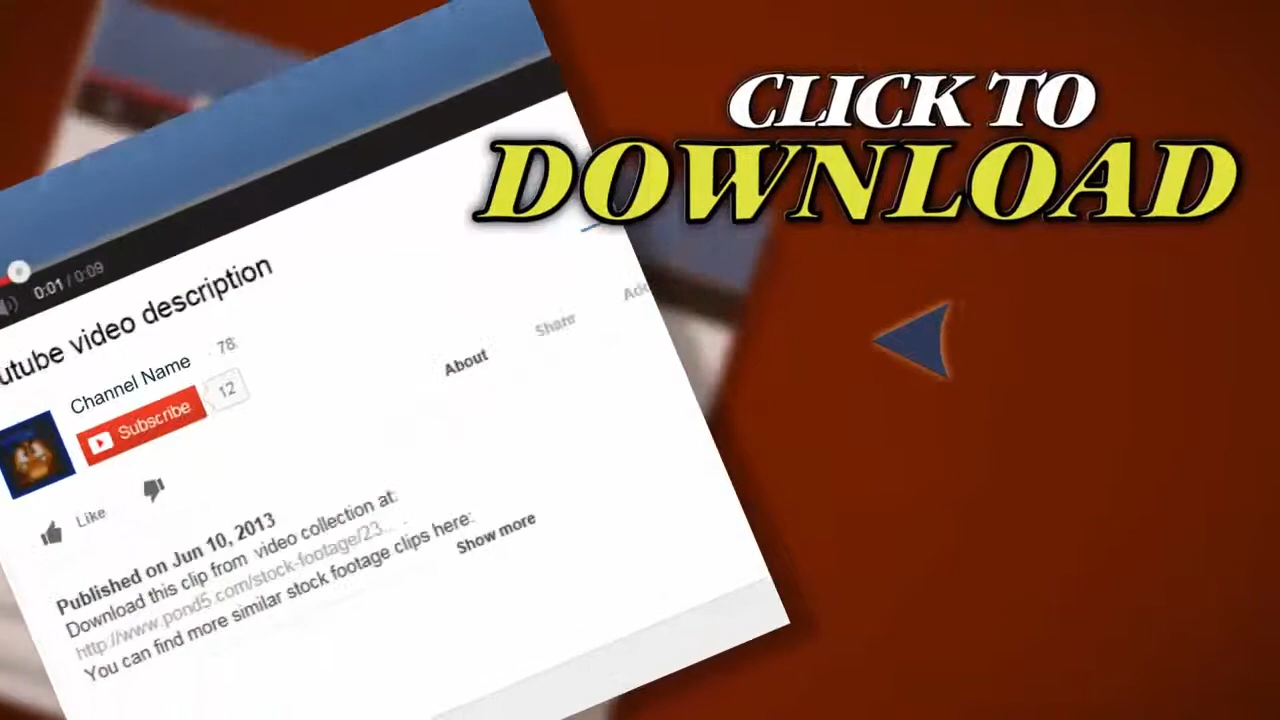 CLICK TO
DOWNLOAD
0:01 / 0:09
utube video description
Channel Name
78
Subscribe
12
About
Share
Add
Like
Published on Jun 10, 2013
Download this clip from video collection at:
http://www.pond5.com/stock-footage/23...
You can find more similar stock footage clips here:
Show more